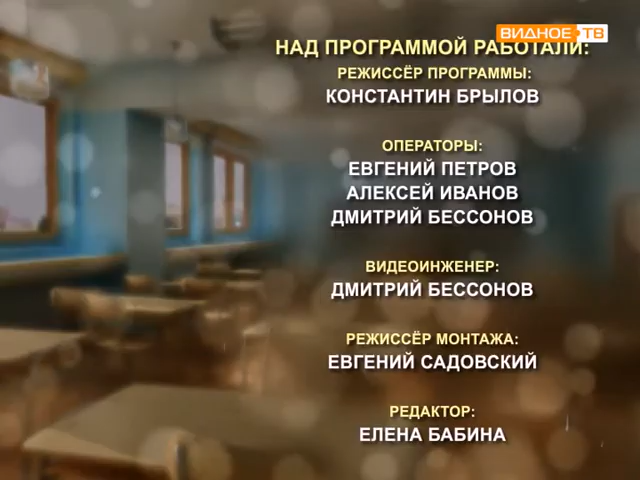 ВИДНОЕ ТВ
НАД ПРОГРАММОЙ РАБОТАЛИ:
РЕЖИССЁР ПРОГРАММЫ:
КОНСТАНТИН БРЫЛОВ
ОПЕРАТОРЫ:
ЕВГЕНИЙ ПЕТРОВ
АЛЕКСЕЙ ИВАНОВ
ДМИТРИЙ БЕССОНОВ
ВИДЕОИНЖЕНЕР:
ДМИТРИЙ БЕССОНОВ
РЕЖИССЁР МОНТАЖА:
ЕВГЕНИЙ САДОВСКИЙ
РЕДАКТОР:
ЕЛЕНА БАБИНА